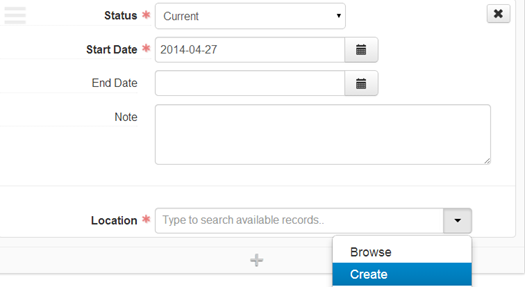 Status * Current
Start Date * 2014-04-27
End Date
Note
Location * Type to search available records..
Browse
Create